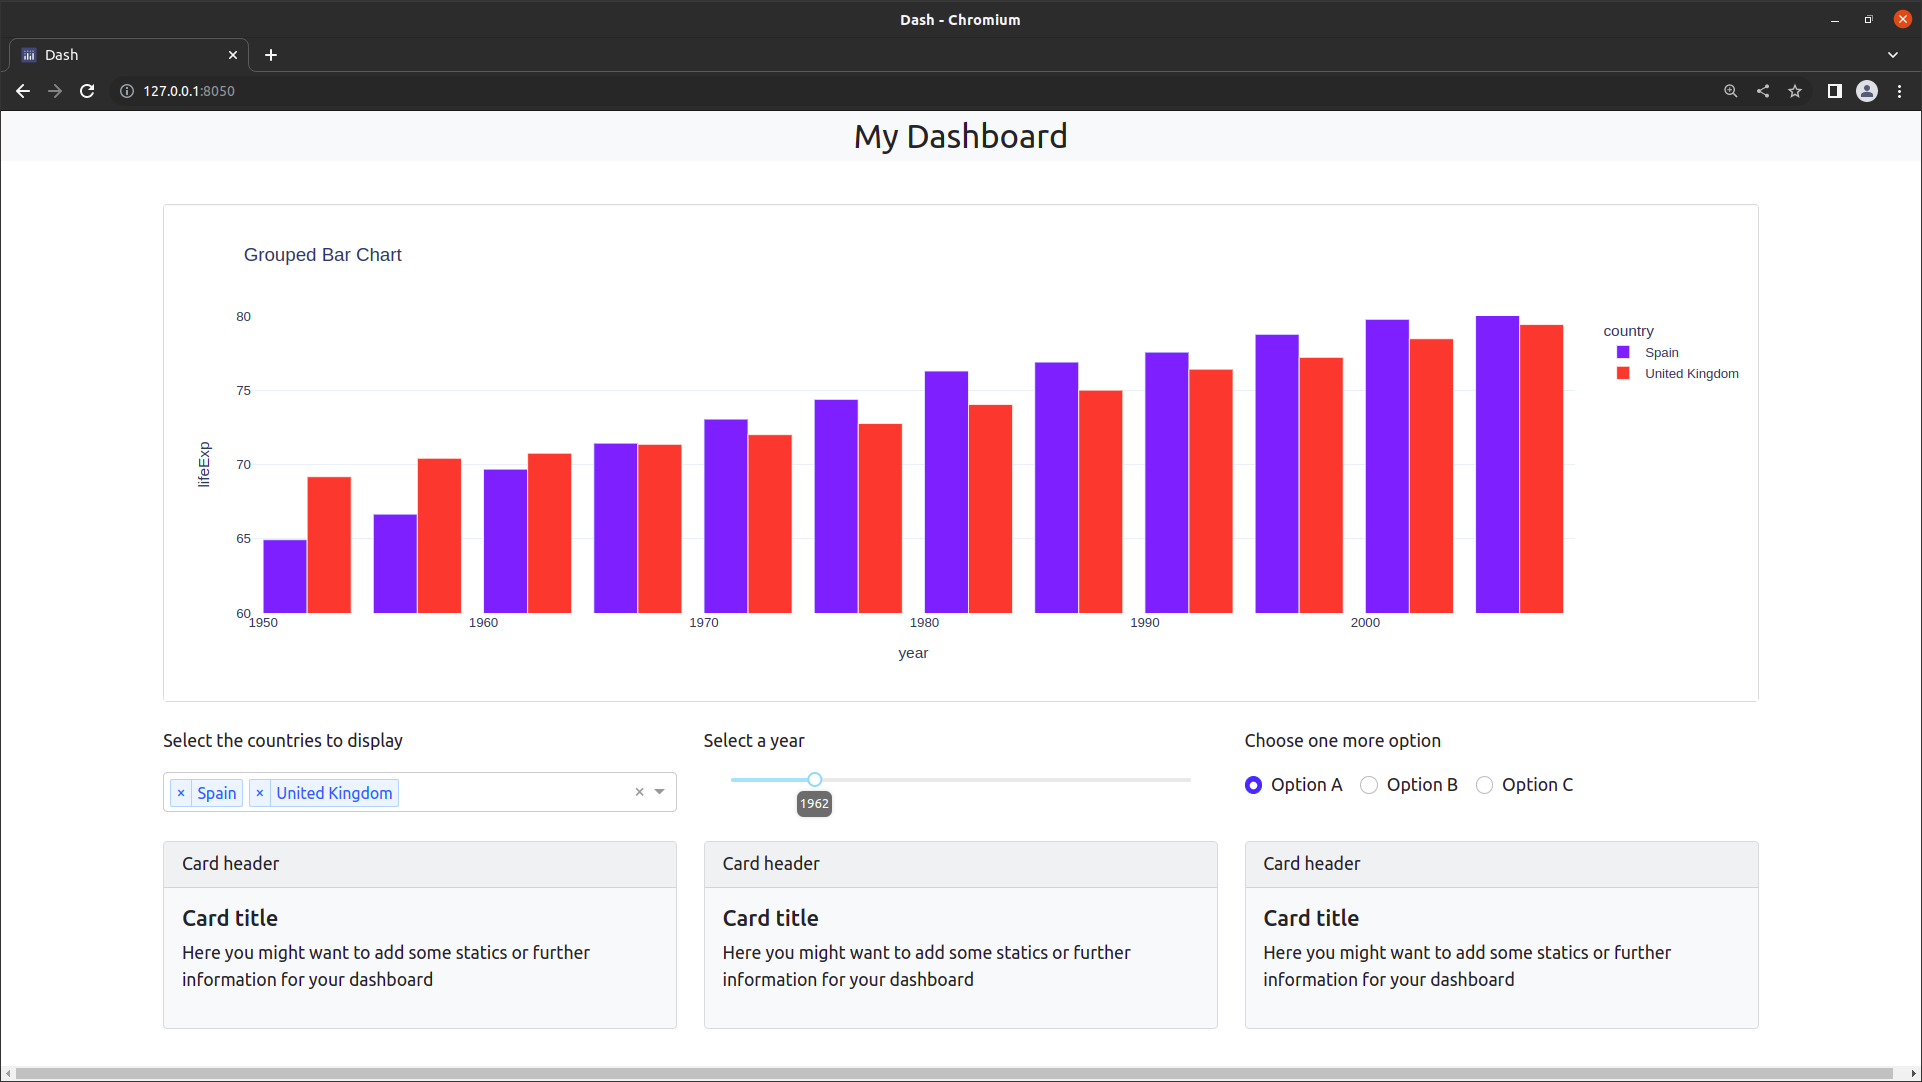 Dash - Chromium
Dash
127.0.0.1:8050
My Dashboard
Grouped Bar Chart
80
75
70
65
60
lifeExp
1950 1960 1970 1980 1990 2000
year
country
Spain
United Kingdom
Select the countries to display
× Spain × United Kingdom ×
Select a year
1962
Choose one more option
Option A Option B Option C
Card header
Card title
Here you might want to add some statics or further
information for your dashboard
Card header
Card title
Here you might want to add some statics or further
information for your dashboard
Card header
Card title
Here you might want to add some statics or further
information for your dashboard